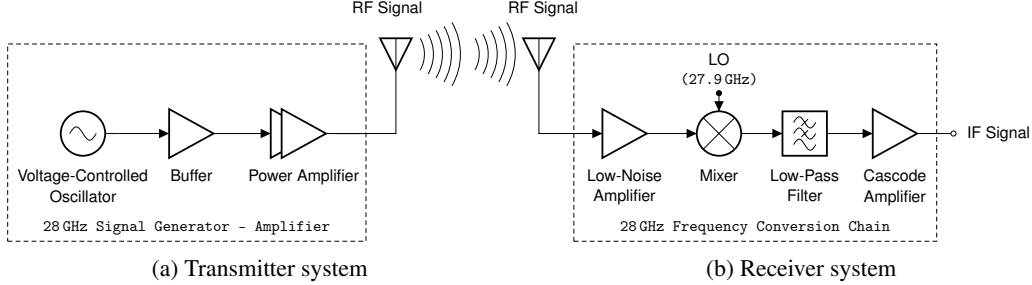 RF Signal
RF Signal
LO
(27.9 GHz)
IF Signal
Voltage-Controlled
Oscillator
Buffer
Power Amplifier
Low-Noise
Amplifier
Mixer
Low-Pass
Filter
Cascode
Amplifier
28 GHz Signal Generator - Amplifier
28 GHz Frequency Conversion Chain
(a) Transmitter system
(b) Receiver system